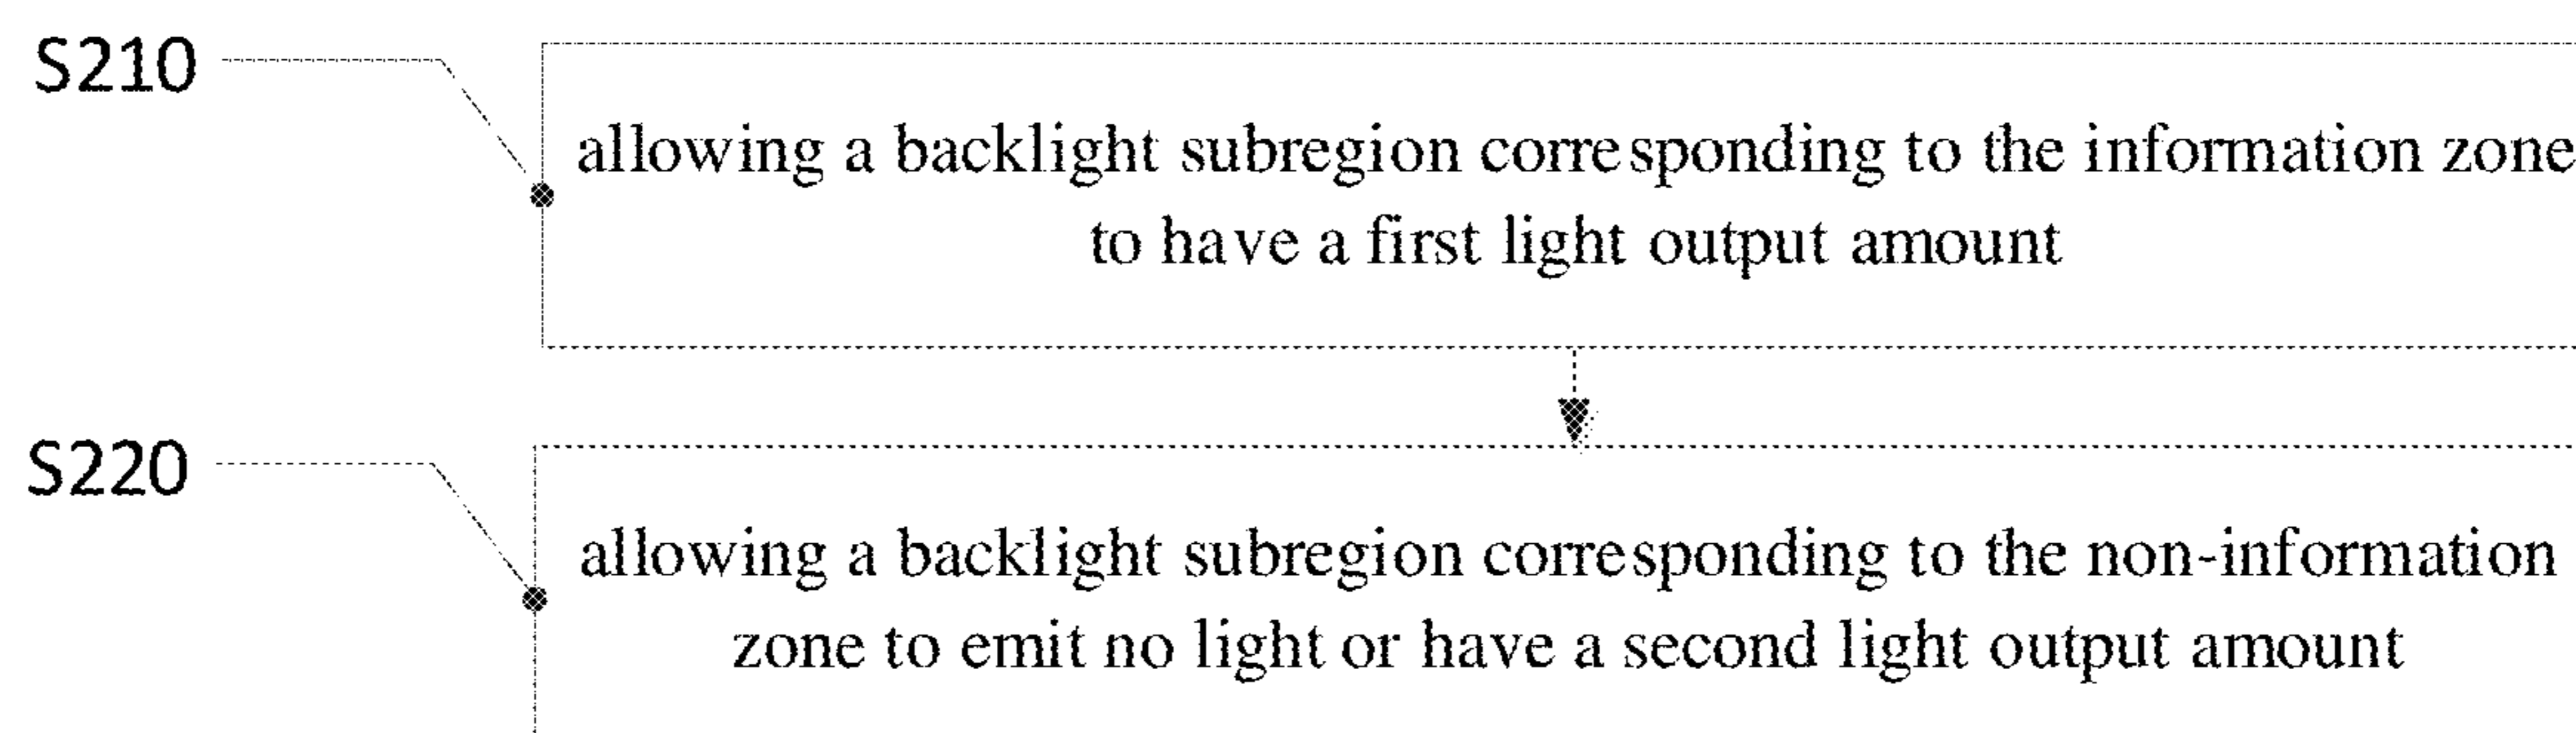 S210
allowing a backlight subregion corresponding to the information zone
to have a first light output amount
S220
allowing a backlight subregion corresponding to the non-information
zone to emit no light or have a second light output amount